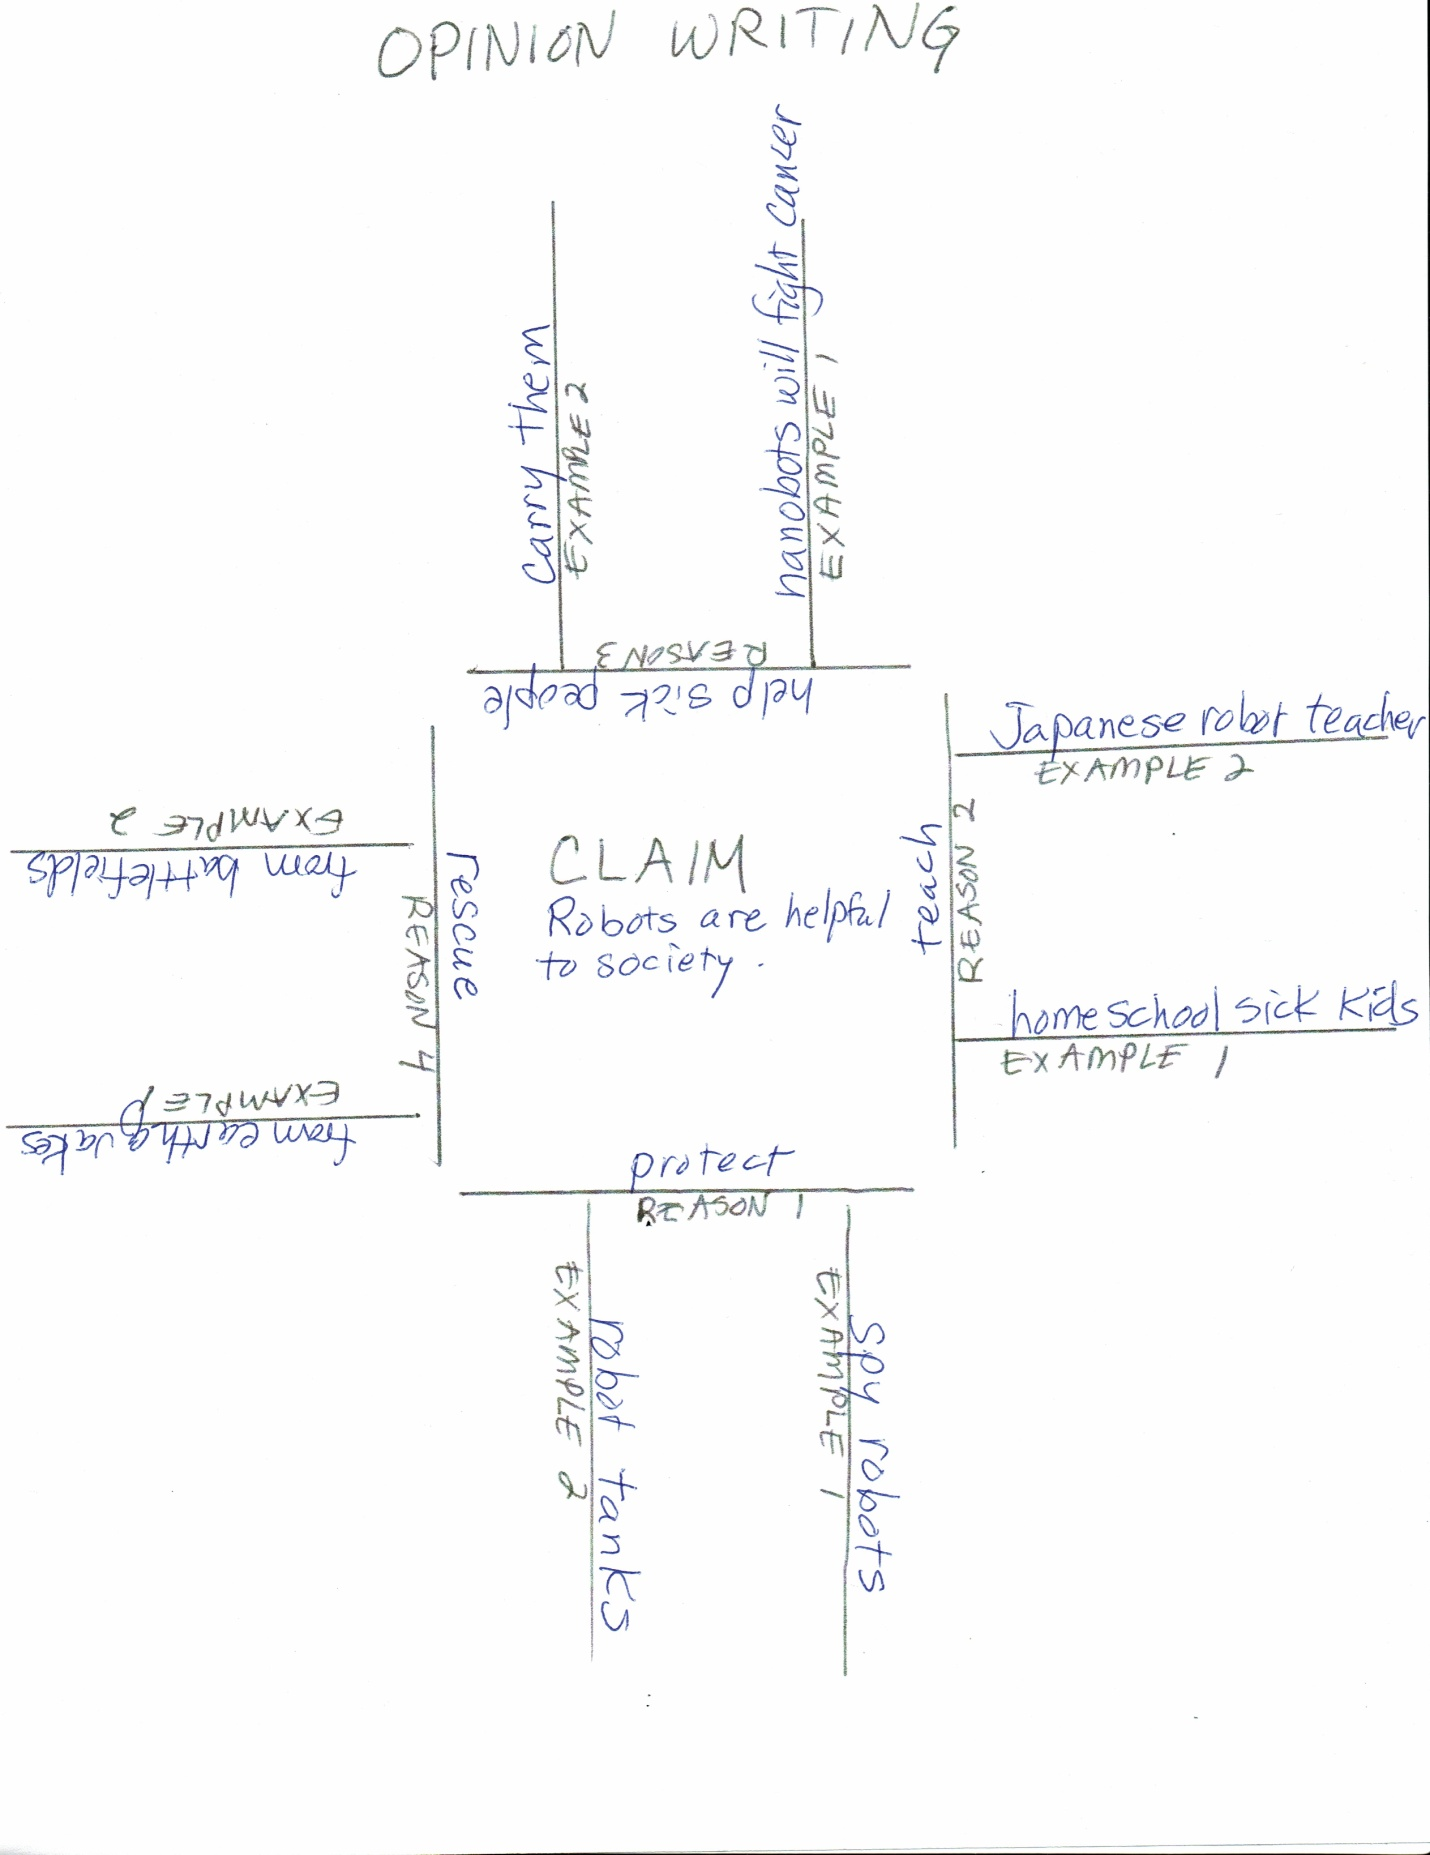 OPINION WRITING
CLAIM
Robots are helpful
to society.
protect
REASON 1
spy robots
EXAMPLE 1
robot tanks
EXAMPLE 2
teach
REASON 2
homeschool sick kids
EXAMPLE 1
Japanese robot teacher
EXAMPLE 2
help sick people
REASON 3
nanobots will fight cancer
EXAMPLE 1
carry them
EXAMPLE 2
rescue
REASON 4
from earthquakes
EXAMPLE 1
from battlefields
EXAMPLE 2